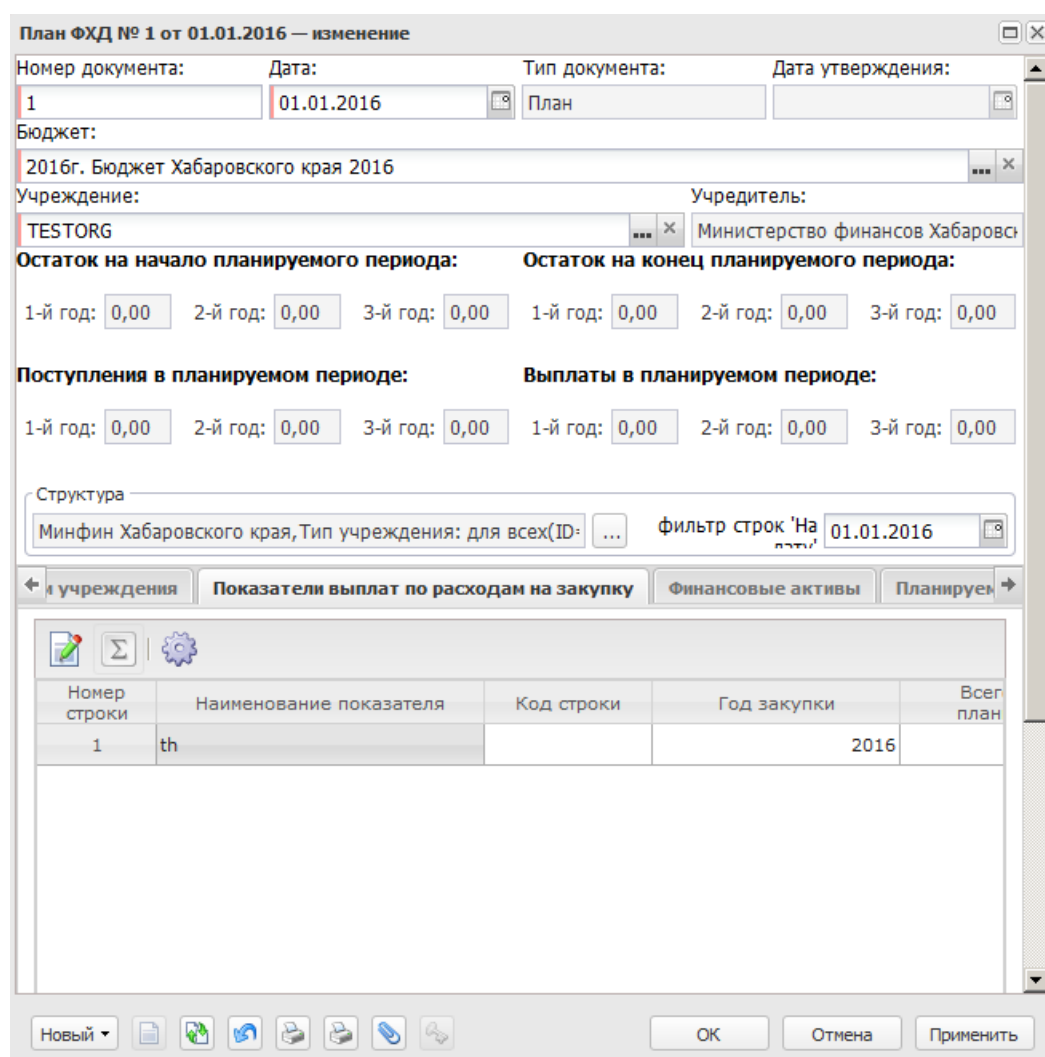 План ФХД № 1 от 01.01.2016 — изменение
Номер документа: Дата: Тип документа: Дата утверждения:
1 01.01.2016 План
Бюджет:
2016г. Бюджет Хабаровского края 2016 ...
Учреждение: Учредитель:
TESTORG ... Министерство финансов Хабаровск
Остаток на начало планируемого периода: Остаток на конец планируемого периода:
1-й год: 0,00 2-й год: 0,00 3-й год: 0,00 1-й год: 0,00 2-й год: 0,00 3-й год: 0,00
Поступления в планируемом периоде: Выплаты в планируемом периоде:
1-й год: 0,00 2-й год: 0,00 3-й год: 0,00 1-й год: 0,00 2-й год: 0,00 3-й год: 0,00
Структура
Минфин Хабаровского края,Тип учреждения: для всех(ID= ... фильтр строк 'На дату' 01.01.2016
и учреждения Показатели выплат по расходам на закупку Финансовые активы Планируем
Σ
Номер строки Наименование показателя Код строки Год закупки Всег план
1 th 2016
Новый ОК Отмена Применить